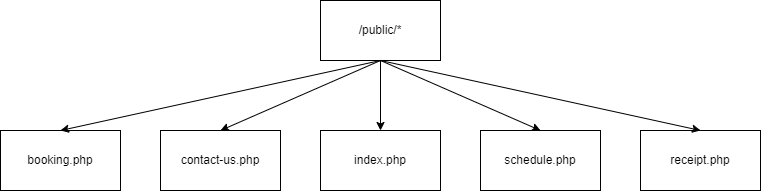 /public/*
booking.php
contact-us.php
index.php
schedule.php
receipt.php